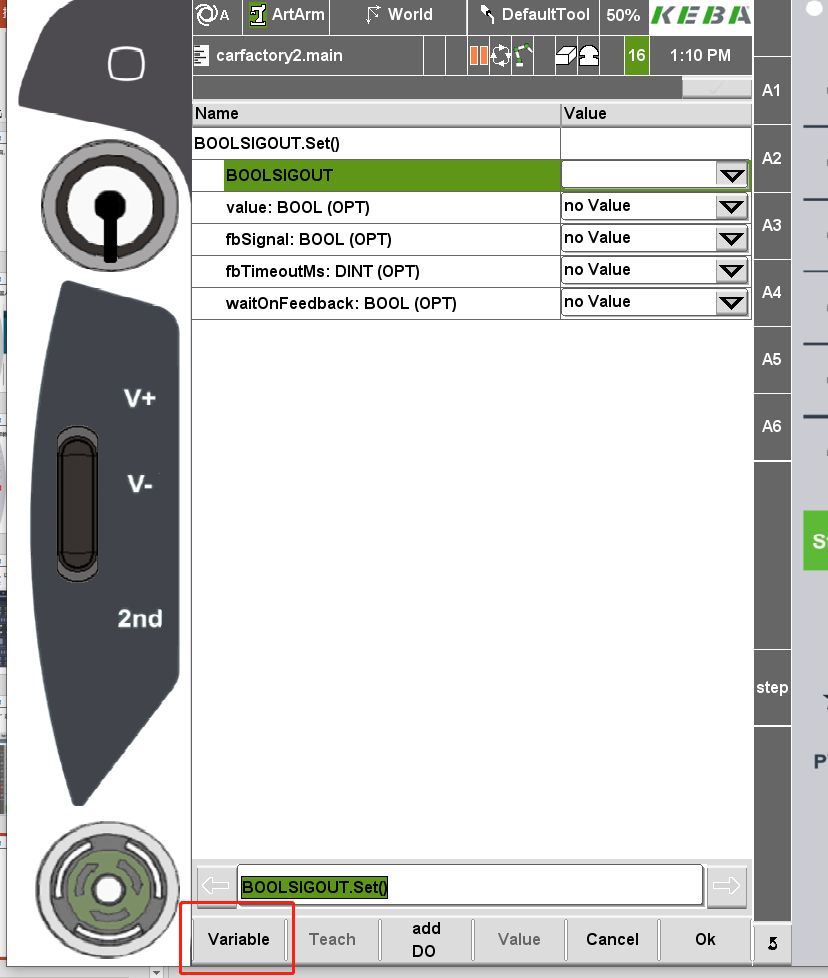 A ArtArm World DefaultTool 50% KEBA
carfactory2.main 16 1:10 PM
Name Value
BOOLSIGOUT.Set()
BOOLSIGOUT
value: BOOL (OPT) no Value
fbSignal: BOOL (OPT) no Value
fbTimeoutMs: DINT (OPT) no Value
waitOnFeedback: BOOL (OPT) no Value
A1
A2
A3
A4
A5
A6
step
V+
V-
2nd
BOOLSIGOUT.Set()
Variable Teach add DO Value Cancel Ok